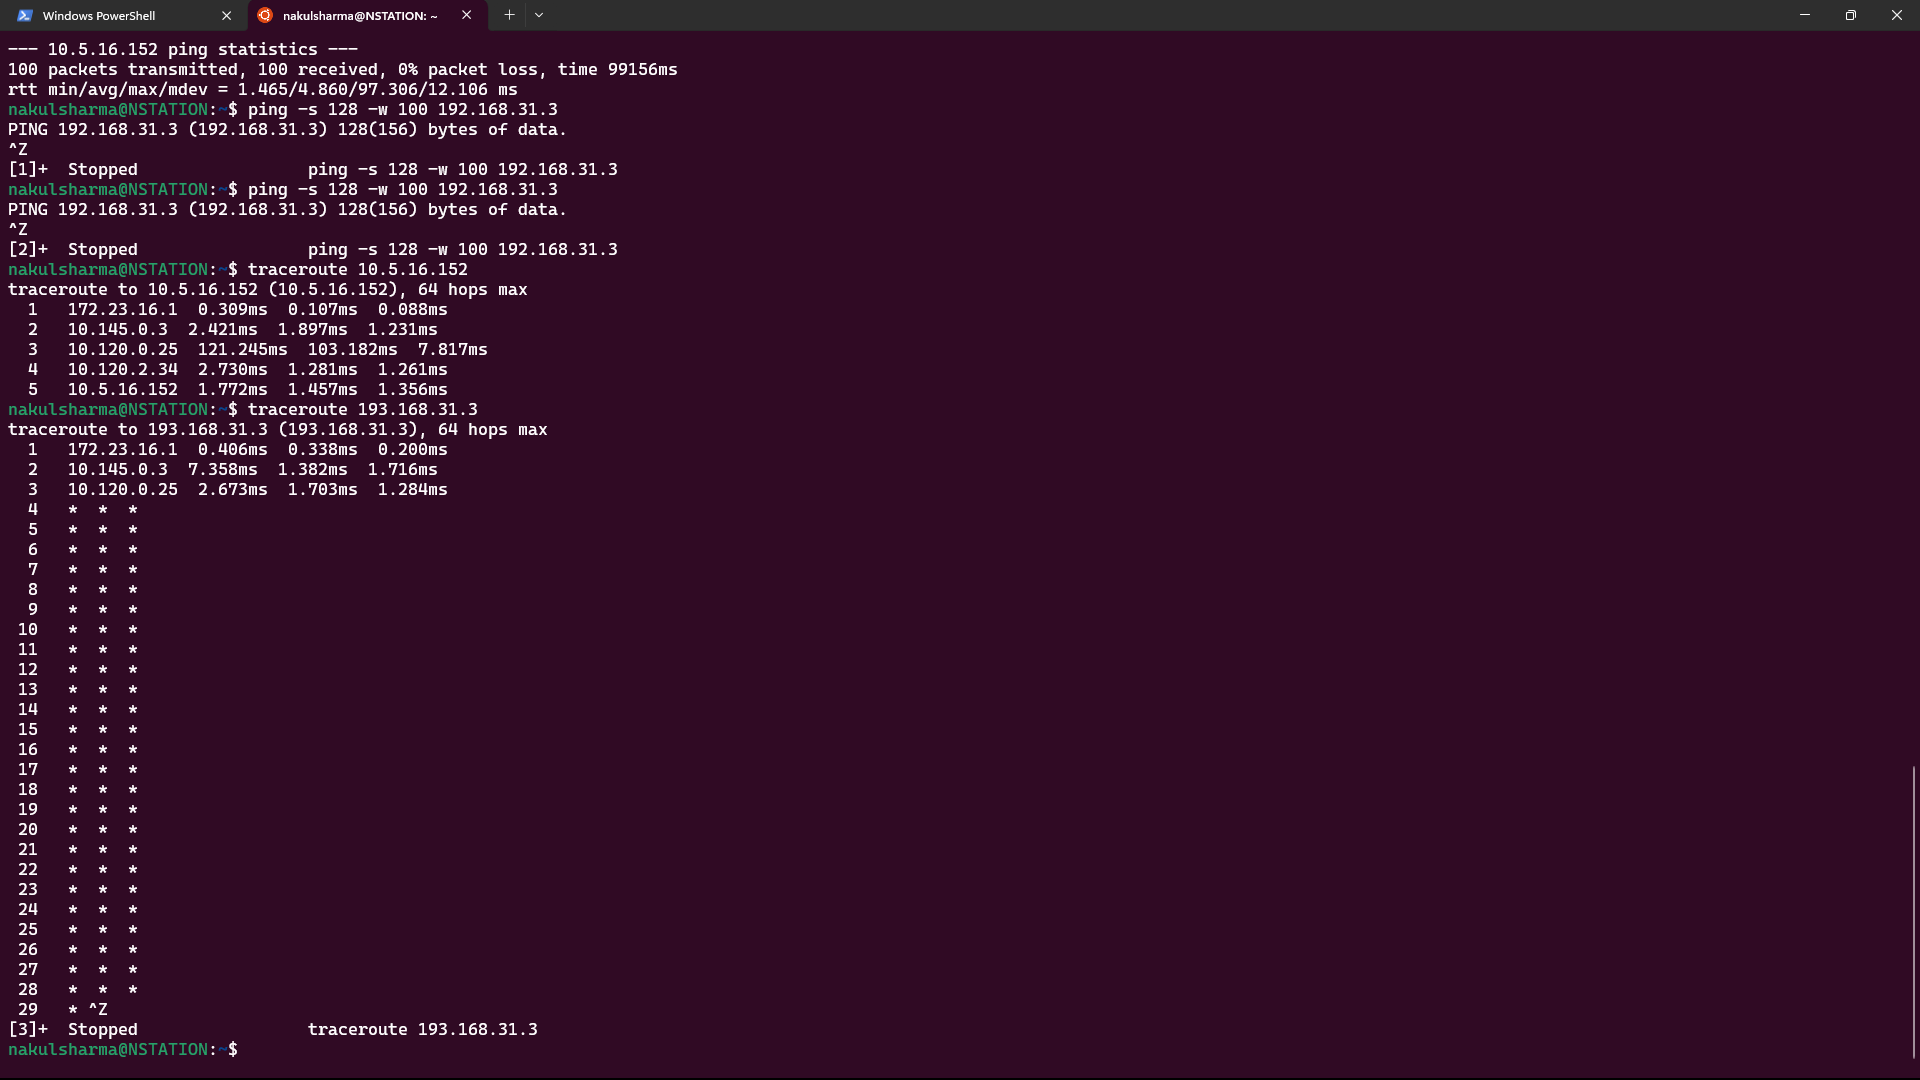 Windows PowerShell
nakulsharma@NSTATION: ~
--- 10.5.16.152 ping statistics ---
100 packets transmitted, 100 received, 0% packet loss, time 99156ms
rtt min/avg/max/mdev = 1.465/4.860/97.306/12.106 ms
nakulsharma@NSTATION:~$ ping -s 128 -w 100 192.168.31.3
PING 192.168.31.3 (192.168.31.3) 128(156) bytes of data.
^Z
[1]+  Stopped                 ping -s 128 -w 100 192.168.31.3
nakulsharma@NSTATION:~$ ping -s 128 -w 100 192.168.31.3
PING 192.168.31.3 (192.168.31.3) 128(156) bytes of data.
^Z
[2]+  Stopped                 ping -s 128 -w 100 192.168.31.3
nakulsharma@NSTATION:~$ traceroute 10.5.16.152
traceroute to 10.5.16.152 (10.5.16.152), 64 hops max
  1   172.23.16.1  0.309ms  0.107ms  0.088ms
  2   10.145.0.3  2.421ms  1.897ms  1.231ms
  3   10.120.0.25  121.245ms  103.182ms  7.817ms
  4   10.120.2.34  2.730ms  1.281ms  1.261ms
  5   10.5.16.152  1.772ms  1.457ms  1.356ms
nakulsharma@NSTATION:~$ traceroute 193.168.31.3
traceroute to 193.168.31.3 (193.168.31.3), 64 hops max
  1   172.23.16.1  0.406ms  0.338ms  0.200ms
  2   10.145.0.3  7.358ms  1.382ms  1.716ms
  3   10.120.0.25  2.673ms  1.703ms  1.284ms
  4   *  *  *
  5   *  *  *
  6   *  *  *
  7   *  *  *
  8   *  *  *
  9   *  *  *
 10   *  *  *
 11   *  *  *
 12   *  *  *
 13   *  *  *
 14   *  *  *
 15   *  *  *
 16   *  *  *
 17   *  *  *
 18   *  *  *
 19   *  *  *
 20   *  *  *
 21   *  *  *
 22   *  *  *
 23   *  *  *
 24   *  *  *
 25   *  *  *
 26   *  *  *
 27   *  *  *
 28   *  *  *
 29   * ^Z
[3]+  Stopped                 traceroute 193.168.31.3
nakulsharma@NSTATION:~$